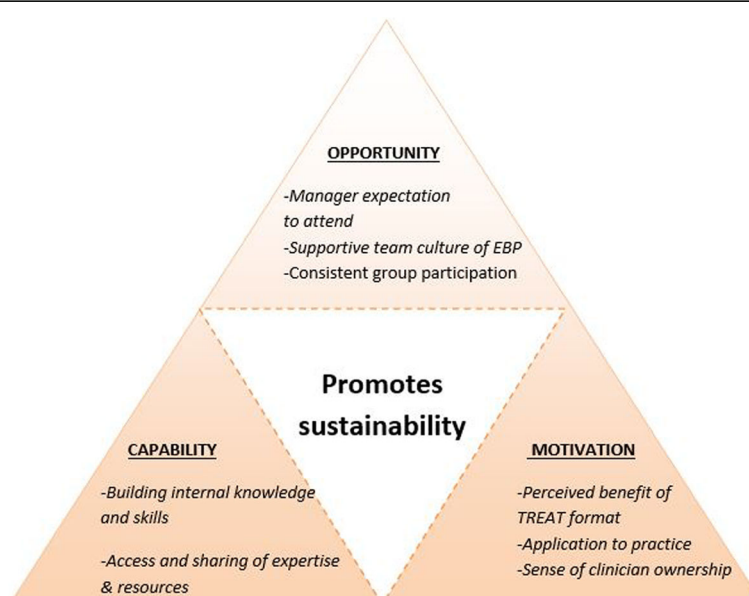 OPPORTUNITY
-Manager expectation
to attend
-Supportive team culture of EBP
-Consistent group participation
Promotes
sustainability
CAPABILITY
-Building internal knowledge
and skills
-Access and sharing of expertise
& resources
MOTIVATION
-Perceived benefit of
TREAT format
-Application to practice
-Sense of clinician ownership